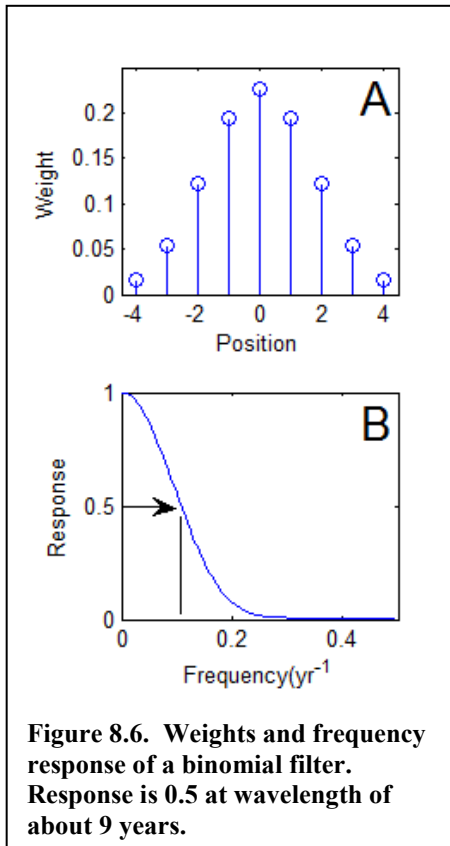 A
Weight
0.2
0.15
0.1
0.05
0
-4 -2 0 2 4
Position
B
Response
1
0.5
0
0 0.2 0.4
Frequency(yr-1
Figure 8.6. Weights and frequency
response of a binomial filter.
Response is 0.5 at wavelength of
about 9 years.